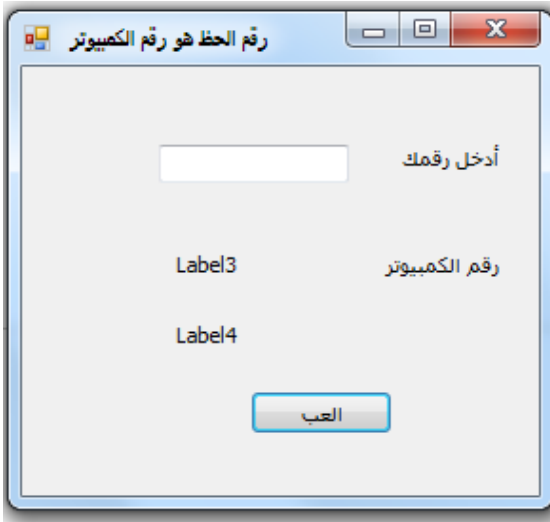 رقم الحظ هو رقم الكمبيوتر
أدخل رقمك
رقم الكمبيوتر Label3
Label4
العب